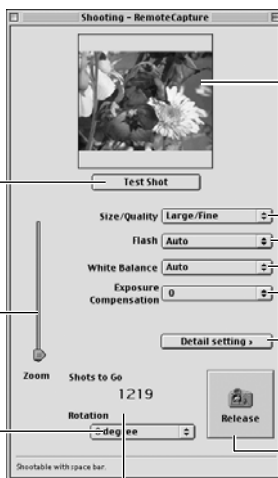 Shooting - RemoteCapture
Test Shot
Size/Quality Large/Fine
Flash Auto
White Balance Auto
Exposure
Compensation 0
Detail setting ›
Zoom
Shots to Go
1219
Rotation
0 degree
Release
Shootable with space bar.